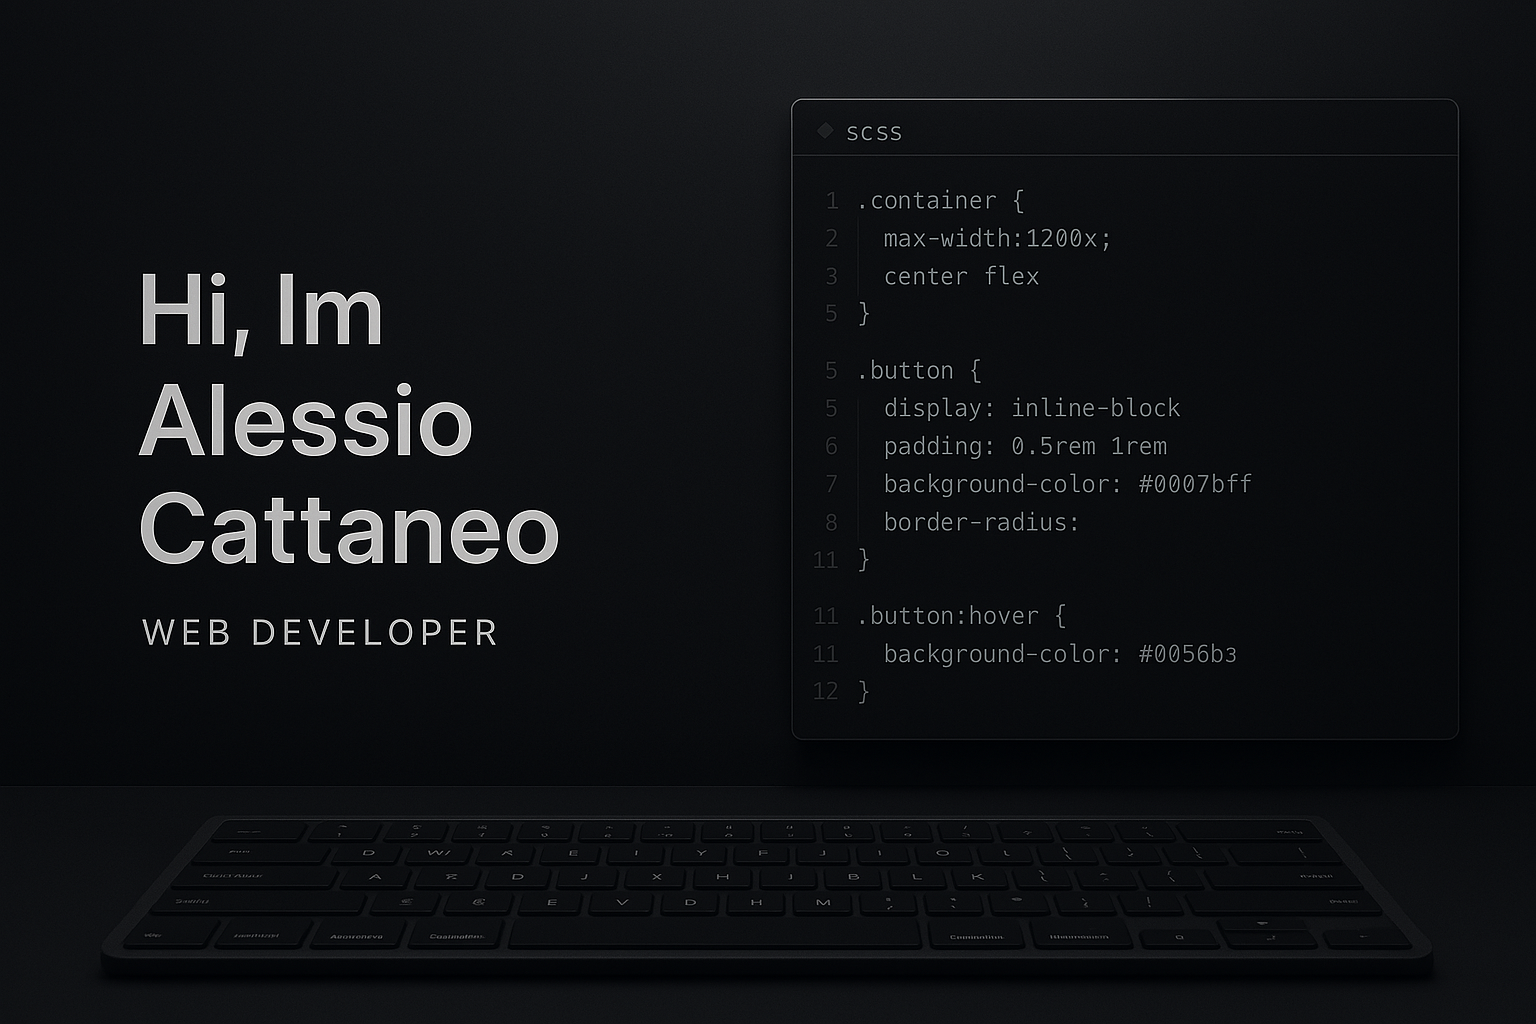 Hi, Im
Alessio
Cattaneo
WEB DEVELOPER
scss
1 .container {
2 max-width:1200x;
3 center flex
5 }
5 .button {
5 display: inline-block
6 padding: 0.5rem 1rem
7 background-color: #0007bff
8 border-radius:
11 }
11 .button:hover {
11 background-color: #0056b3
12 }
D W A E I Y F J I O
A D J X H J B L K
E V D H M